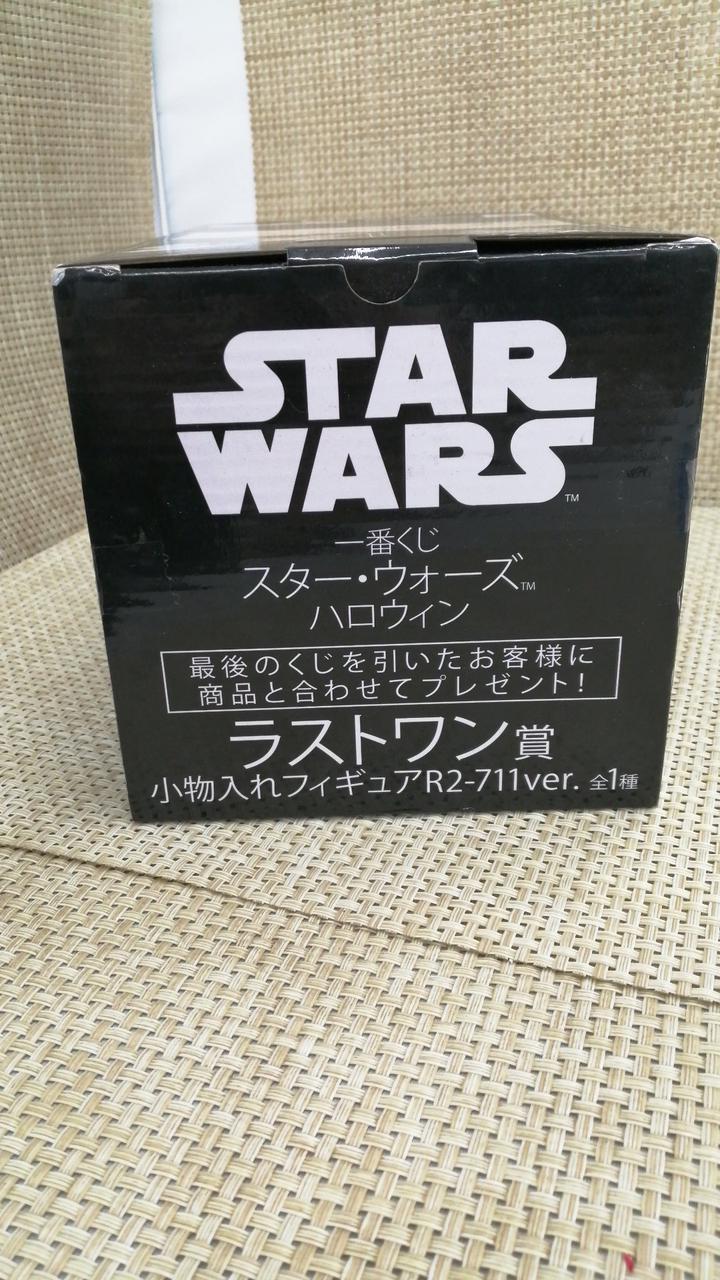 STAR
WARS
TM
一番くじ
スター・ウォーズTM
ハロウィン
最後のくじを引いたお客様に
商品と合わせてプレゼント!
ラストワン賞
小物入れフィギュアR2-711ver. 全1種